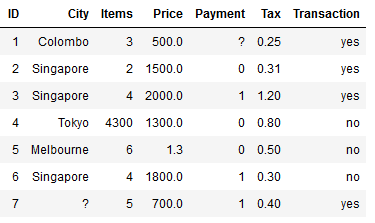 ID City Items Price Payment Tax Transaction
1 Colombo 3 500.0 ? 0.25 yes
2 Singapore 2 1500.0 0 0.31 yes
3 Singapore 4 2000.0 1 1.20 yes
4 Tokyo 4300 1300.0 0 0.80 no
5 Melbourne 6 1.3 0 0.50 no
6 Singapore 4 1800.0 1 0.30 no
7 ? 5 700.0 1 0.40 yes